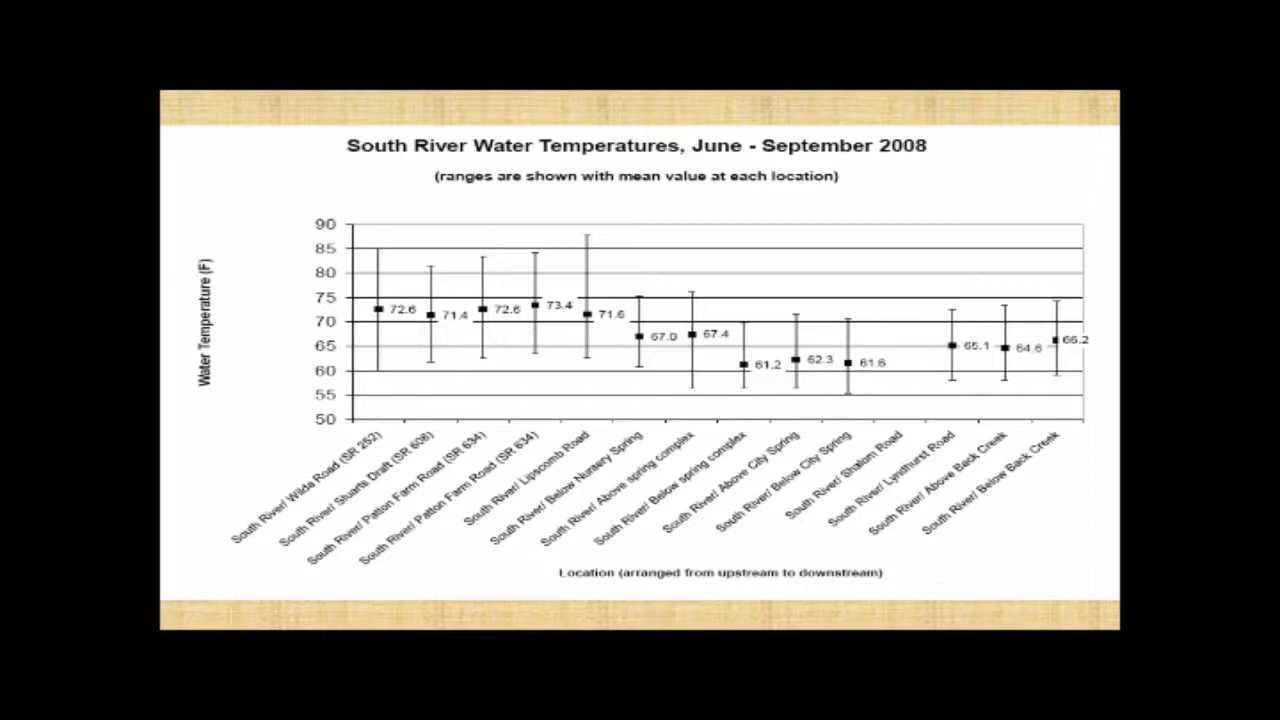 South River Water Temperatures, June - September 2008
(ranges are shown with mean value at each location)
Water Temperature (F)
90
85
80
75
70
65
60
55
50
72.6
71.4
72.6
73.4
71.6
67.0
67.4
61.2
62.3
61.6
65.1
64.6
66.2
South River/ Wilda Road (SR 252)
South River/ Stuarts Draft (SR 608)
South River/ Patton Farm Road (SR 634)
South River/ Patton Farm Road (SR 634)
South River/ Lipscomb Road
South River/ Below Nursery Spring
South River/ Above spring complex
South River/ Below spring complex
South River/ Above City Spring
South River/ Below City Spring
South River/ Shalom Road
South River/ Lyndhurst Road
South River/ Above Back Creek
South River/ Below Back Creek
Location (arranged from upstream to downstream)